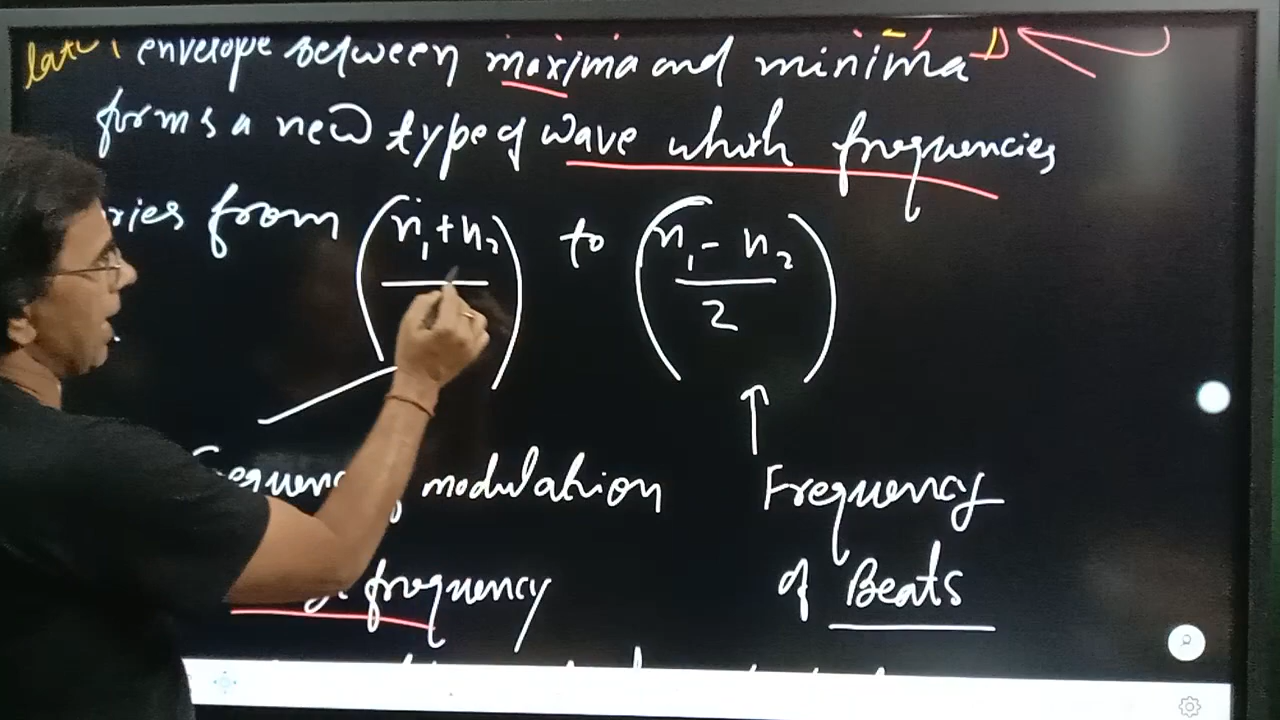 envelope between maxima and minima
forms a new type of wave which frequencies
ries from (n₁+n₂) to (n₁ - n₂ / 2)
modulation Frequency
frequency of Beats